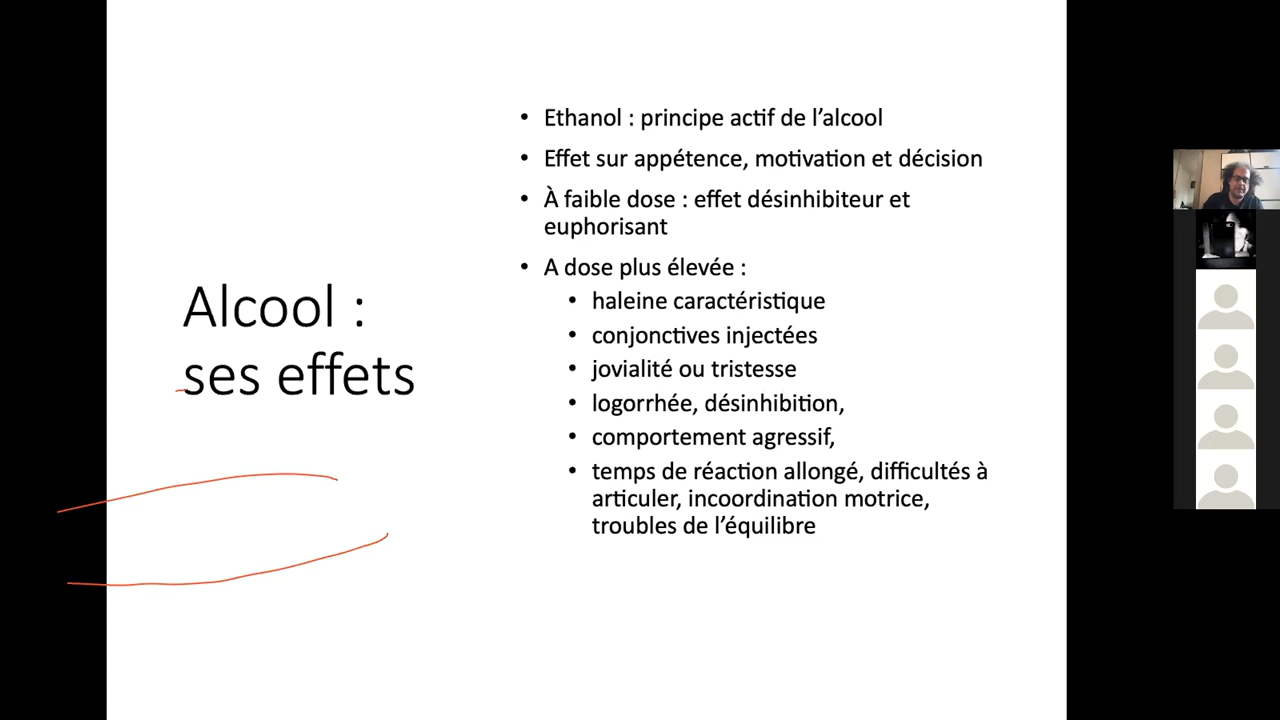 Alcool :
ses effets
• Ethanol : principe actif de l’alcool
• Effet sur appétence, motivation et décision
• À faible dose : effet désinhibiteur et
euphorisant
• A dose plus élevée :
• haleine caractéristique
• conjonctives injectées
• jovialité ou tristesse
• logorrhée, désinhibition,
• comportement agressif,
• temps de réaction allongé, difficultés à
articuler, incoordination motrice,
troubles de l’équilibre